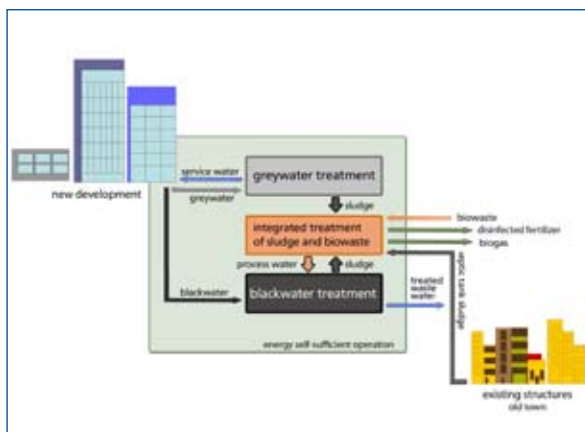 service water
greywater treatment
new development
greywater
sludge
integrated treatment
of sludge and biowaste
biowaste
disinfected fertilizer
biogas
process water
sludge
septic tank sludge
blackwater
blackwater treatment
treated
waste
water
energy self-sufficient operation
existing structures
old town